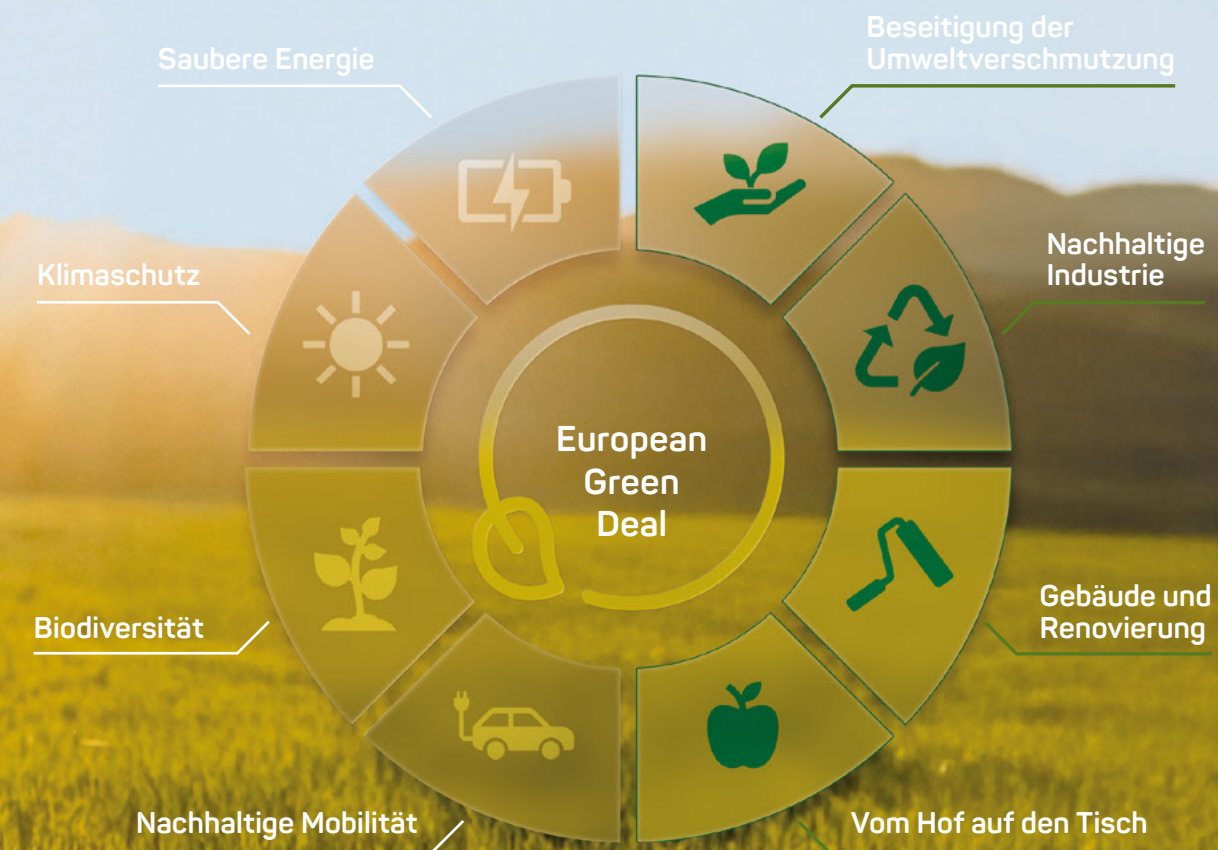 Saubere Energie
Beseitigung der
Umweltverschmutzung
Klimaschutz
Nachhaltige
Industrie
European
Green
Deal
Biodiversität
Gebäude und
Renovierung
Nachhaltige Mobilität
Vom Hof auf den Tisch